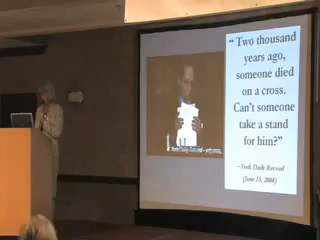 “Two thousand
years ago,
someone died
on a cross.
Can't someone
take a stand
for him?”
–York Daily Record
(June 15, 2004)